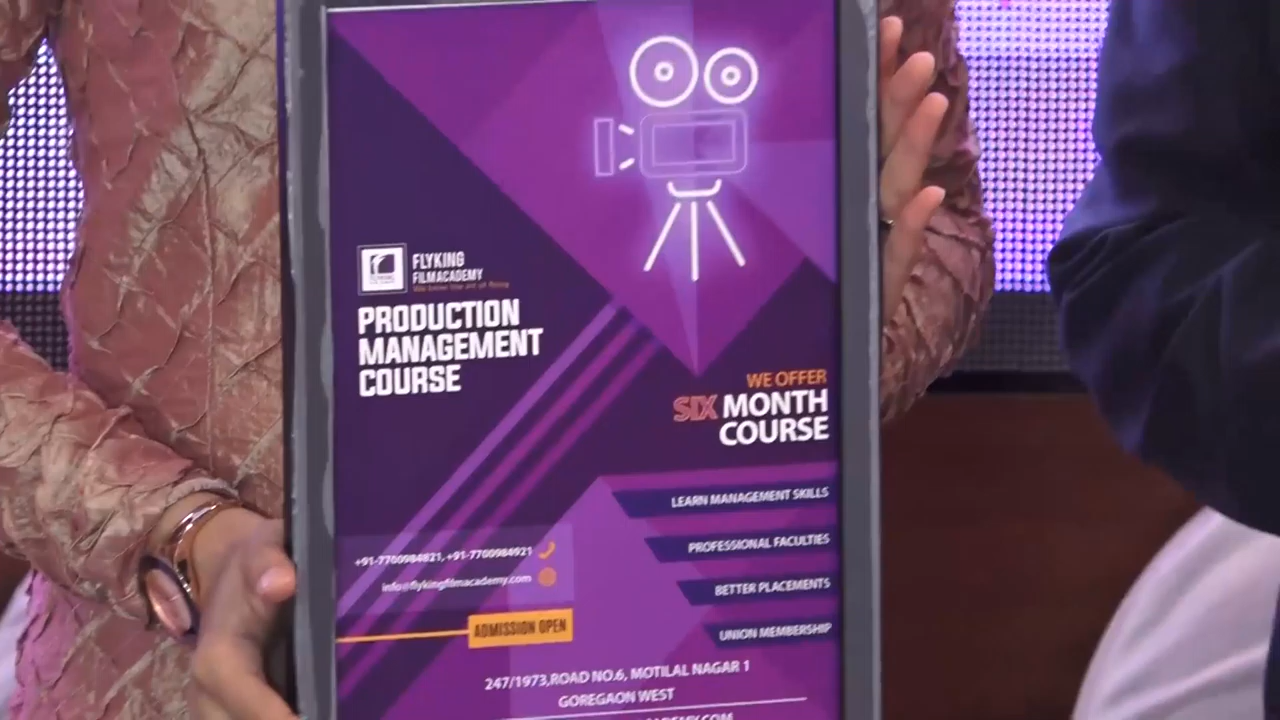 FLYKING
FILMACADEMY
PRODUCTION
MANAGEMENT
COURSE
WE OFFER
SIX MONTH
COURSE
LEARN MANAGEMENT SKILLS
PROFESSIONAL FACULTIES
BETTER PLACEMENTS
UNION MEMBERSHIP
+91-7700984821, +91-7700984921
info@flykingfilmacademy.com
ADMISSION OPEN
247/1973,ROAD NO.6, MOTILAL NAGAR 1
GOREGAON WEST